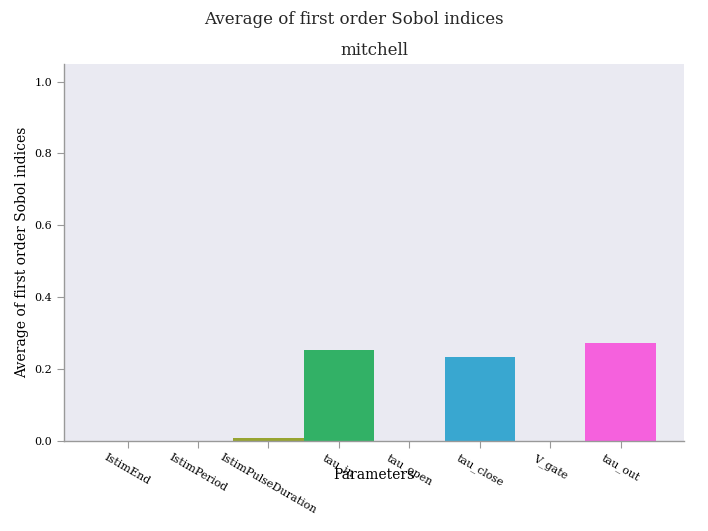 Average of first order Sobol indices
mitchell
Average of first order Sobol indices
1.0
0.8
0.6
0.4
0.2
0.0
IstimEnd
IstimPeriod
IstimPulseDuration
tau_in
tau_open
tau_close
V_gate
tau_out
Parameters